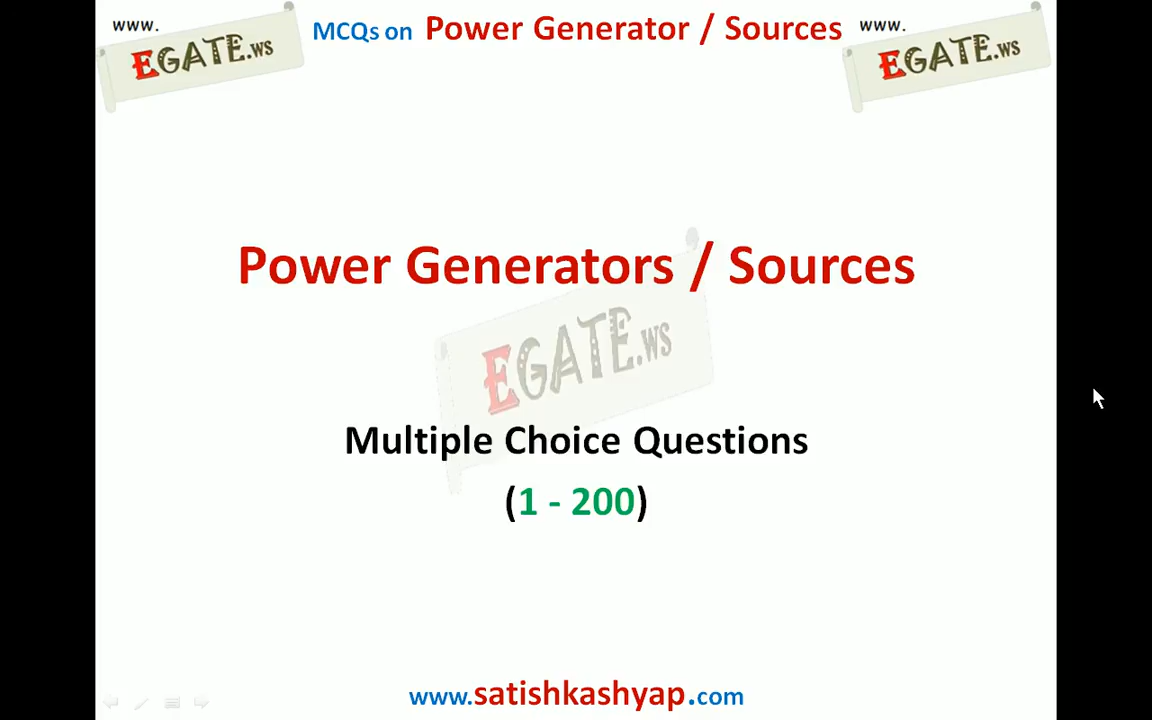 www. MCQs on Power Generator / Sources www.
EGATE.ws EGATE.ws
Power Generators / Sources
EGATE.ws
Multiple Choice Questions
(1 - 200)
www.satishkashyap.com